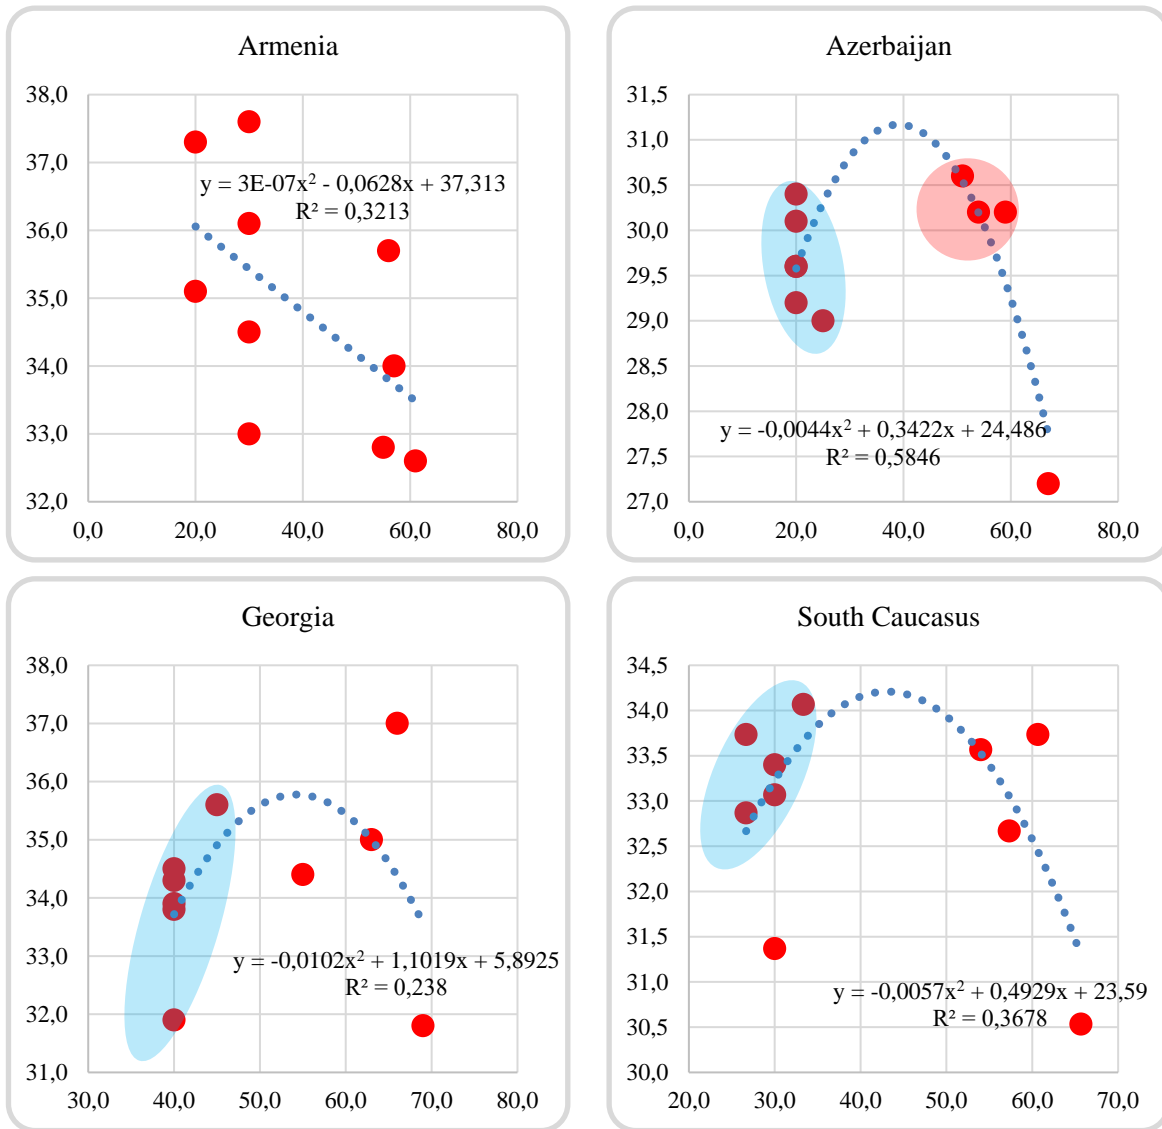 Armenia
38,0
37,0
36,0
35,0
34,0
33,0
32,0
y = 3E-07x² - 0,0628x + 37,313
R² = 0,3213
0,0 20,0 40,0 60,0 80,0
Azerbaijan
31,5
31,0
30,5
30,0
29,5
29,0
28,5
28,0
27,5
27,0
y = -0,0044x² + 0,3422x + 24,486
R² = 0,5846
0,0 20,0 40,0 60,0 80,0
Georgia
38,0
37,0
36,0
35,0
34,0
33,0
32,0
31,0
y = -0,0102x² + 1,1019x + 5,8925
R² = 0,238
30,0 40,0 50,0 60,0 70,0 80,0
South Caucasus
34,5
34,0
33,5
33,0
32,5
32,0
31,5
31,0
30,5
30,0
y = -0,0057x² + 0,4929x + 23,59
R² = 0,3678
20,0 30,0 40,0 50,0 60,0 70,0